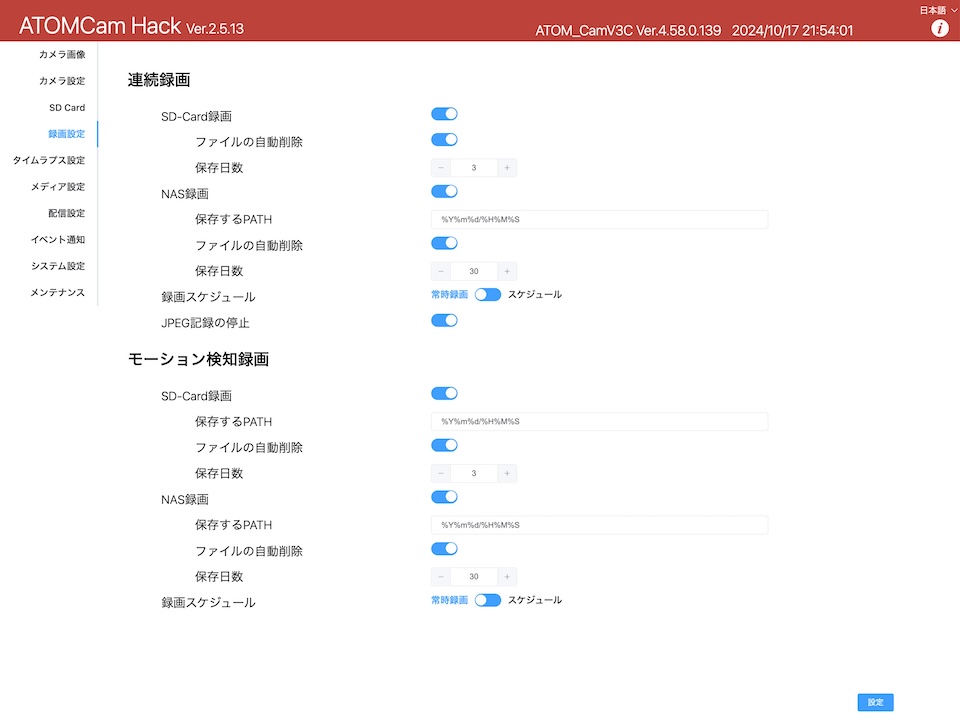 日本語
ATOMCam Hack Ver.2.5.13
ATOM_CamV3C Ver.4.58.0.139 2024/10/17 21:54:01
i
カメラ画像
カメラ設定
SD Card
録画設定
タイムラプス設定
メディア設定
配信設定
イベント通知
システム設定
メンテナンス
連続録画
SD-Card録画
ファイルの自動削除
保存日数 − 3 +
NAS録画
保存するPATH %Y%m%d/%H%M%S
ファイルの自動削除
保存日数 − 30 +
録画スケジュール 常時録画 スケジュール
JPEG記録の停止
モーション検知録画
SD-Card録画
保存するPATH %Y%m%d/%H%M%S
ファイルの自動削除
保存日数 − 3 +
NAS録画
保存するPATH %Y%m%d/%H%M%S
ファイルの自動削除
保存日数 − 30 +
録画スケジュール 常時録画 スケジュール
設定